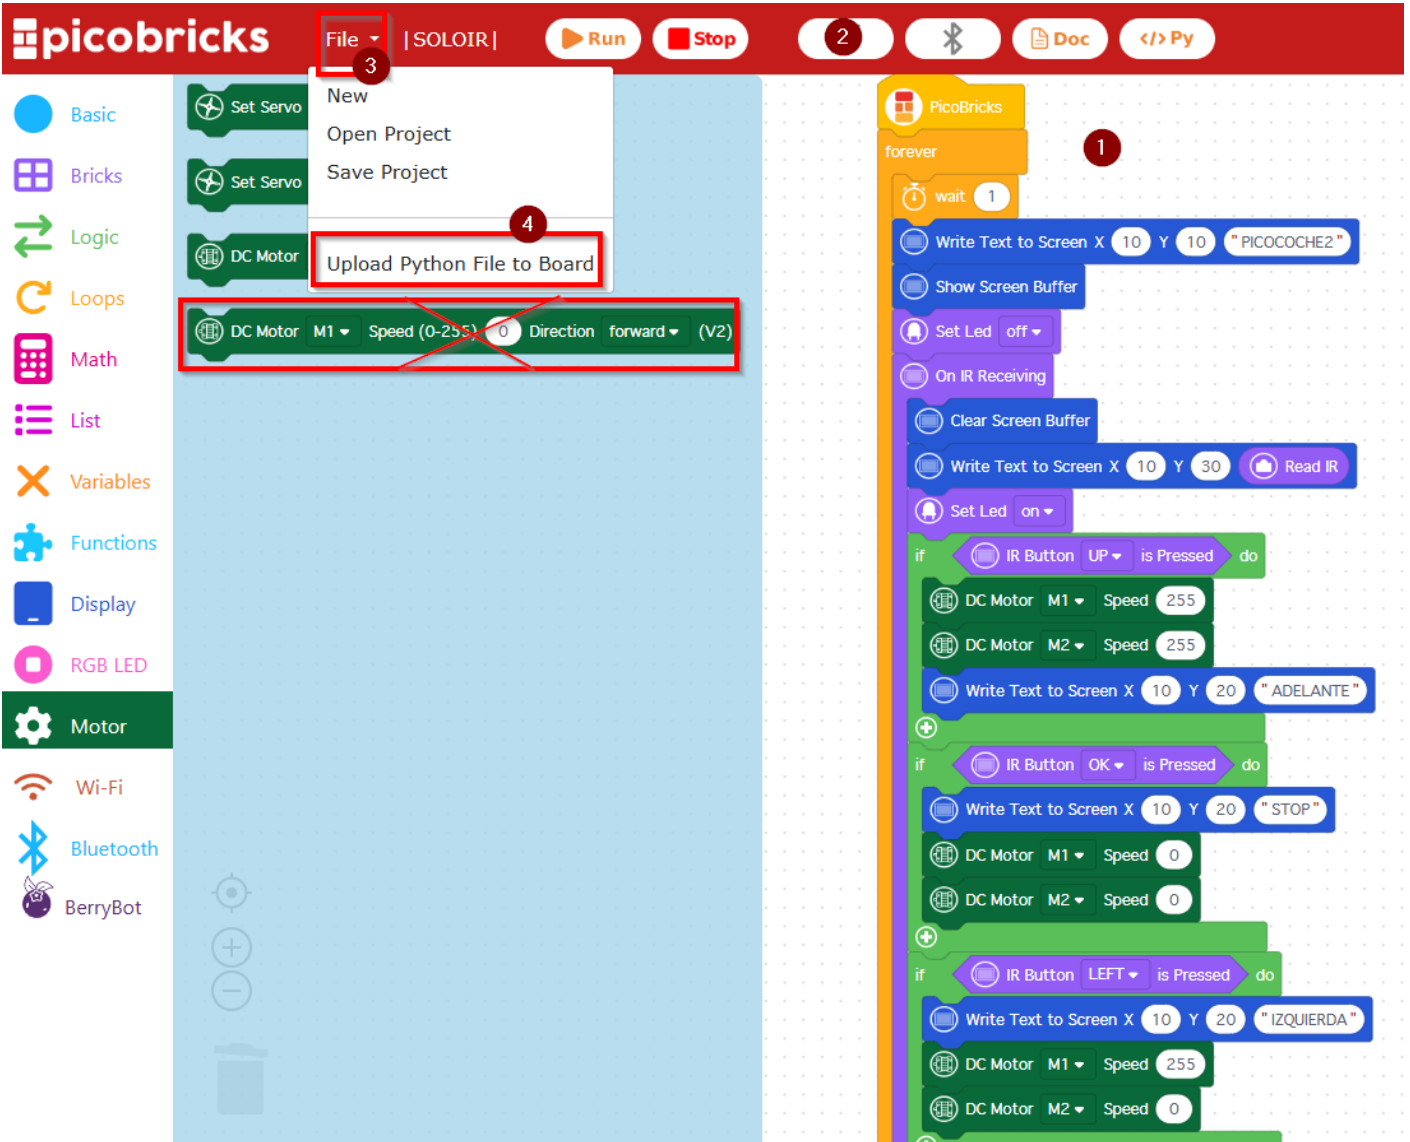 picobricks
File
|SOLOIR|
Run
Stop
2
Doc
</> Py
3
New
Open Project
Save Project
4
Upload Python File to Board
Basic
Bricks
Logic
Loops
Math
List
Variables
Functions
Display
RGB LED
Motor
Wi-Fi
Bluetooth
BerryBot
Set Servo
Set Servo
DC Motor
DC Motor M1 Speed (0-255) 0 Direction forward (V2)
1
PicoBricks
forever
wait 1
Write Text to Screen X 10 Y 10 "PICOCOCHE2"
Show Screen Buffer
Set Led off
On IR Receiving
Clear Screen Buffer
Write Text to Screen X 10 Y 30 Read IR
Set Led on
if IR Button UP is Pressed do
DC Motor M1 Speed 255
DC Motor M2 Speed 255
Write Text to Screen X 10 Y 20 "ADELANTE"
if IR Button OK is Pressed do
Write Text to Screen X 10 Y 20 "STOP"
DC Motor M1 Speed 0
DC Motor M2 Speed 0
if IR Button LEFT is Pressed do
Write Text to Screen X 10 Y 20 "IZQUIERDA"
DC Motor M1 Speed 255
DC Motor M2 Speed 0